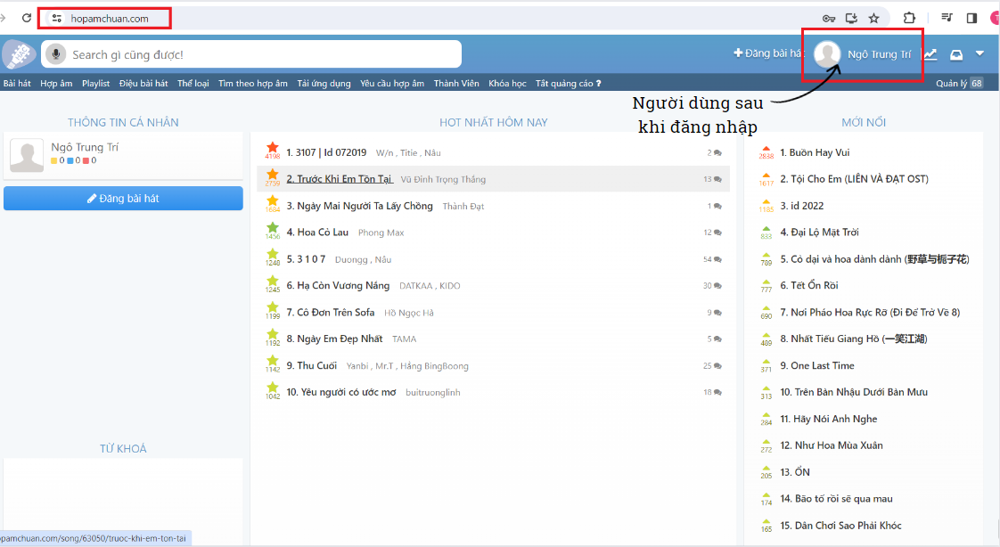 hopamchuan.com
Search gì cũng được!
Đăng bài há
Ngô Trung Trí
Bài hát Hợp âm Playlist Điệu bài hát Thể loại Tìm theo hợp âm Tải ứng dụng Yêu cầu hợp âm Thành Viên Khóa học Tắt quảng cáo ?
Quản lý 68
Người dùng sau
khi đăng nhập
THÔNG TIN CÁ NHÂN
Ngô Trung Trí
0 0 0
Đăng bài hát
TỪ KHOÁ
HOT NHẤT HÔM NAY
4198 1. 3107 | Id 072019 W/n , Titie , Nâu 2
2759 2. Trước Khi Em Tồn Tại Vũ Đình Trọng Thắng 13
1684 3. Ngày Mai Người Ta Lấy Chồng Thành Đạt 1
1456 4. Hoa Cỏ Lau Phong Max 12
1248 5. 3 1 0 7 Duongg , Nâu 54
1245 6. Hạ Còn Vương Nắng DATKAA , KIDO 30
1199 7. Cô Đơn Trên Sofa Hồ Ngọc Hà 9
1192 8. Ngày Em Đẹp Nhất TAMA 5
1142 9. Thu Cuối Yanbi , Mr.T , Hằng BingBoong 25
1042 10. Yêu người có ước mơ buitruonglinh 18
MỚI NỔI
2838 1. Buồn Hay Vui
1617 2. Tội Cho Em (LIÊN VÀ ĐẠT OST)
1185 3. id 2022
833 4. Đại Lộ Mặt Trời
789 5. Cỏ dại và hoa dành dành (野草与栀子花)
777 6. Tết Ổn Rồi
690 7. Nơi Pháo Hoa Rực Rỡ (Đi Để Trở Về 8)
489 8. Nhất Tiếu Giang Hồ (一笑江湖)
371 9. One Last Time
313 10. Trên Bàn Nhậu Dưới Bàn Mưu
284 11. Hãy Nói Anh Nghe
272 12. Như Hoa Mùa Xuân
205 13. ỔN
174 14. Bão tố rồi sẽ qua mau
165 15. Dân Chơi Sao Phải Khóc
opamchuan.com/song/63050/truoc-khi-em-ton-tai